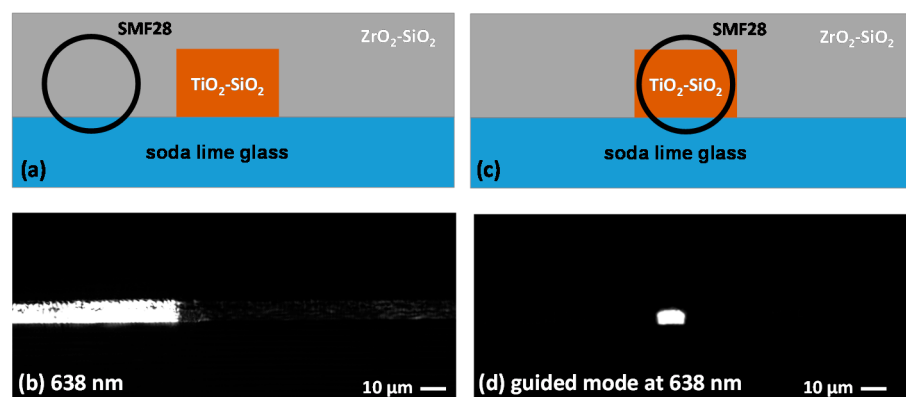 SMF28
ZrO₂-SiO₂
TiO₂-SiO₂
soda lime glass
(a)
SMF28
ZrO₂-SiO₂
TiO₂-SiO₂
soda lime glass
(c)
(b) 638 nm
10 µm
(d) guided mode at 638 nm
10 µm